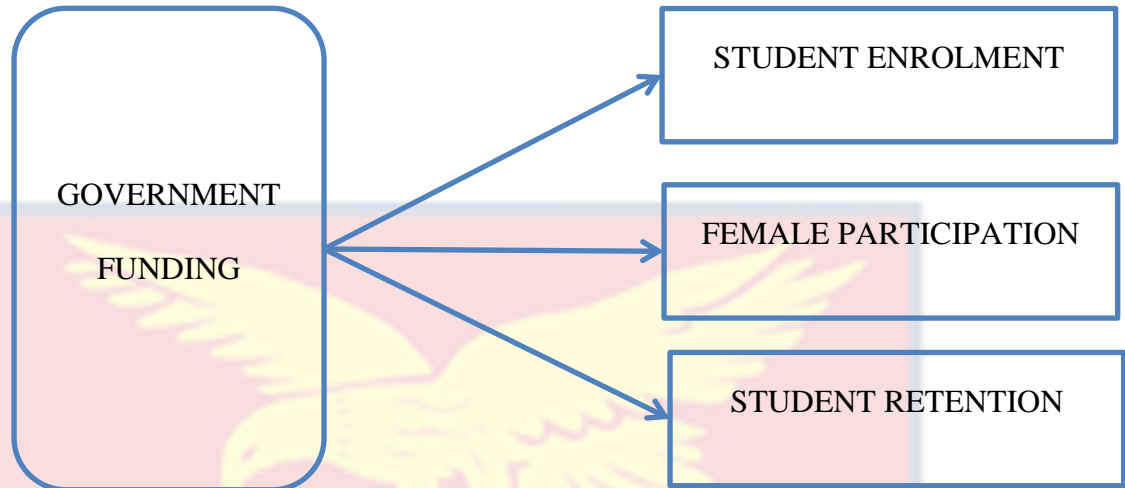 GOVERNMENT
FUNDING
STUDENT ENROLMENT
FEMALE PARTICIPATION
STUDENT RETENTION